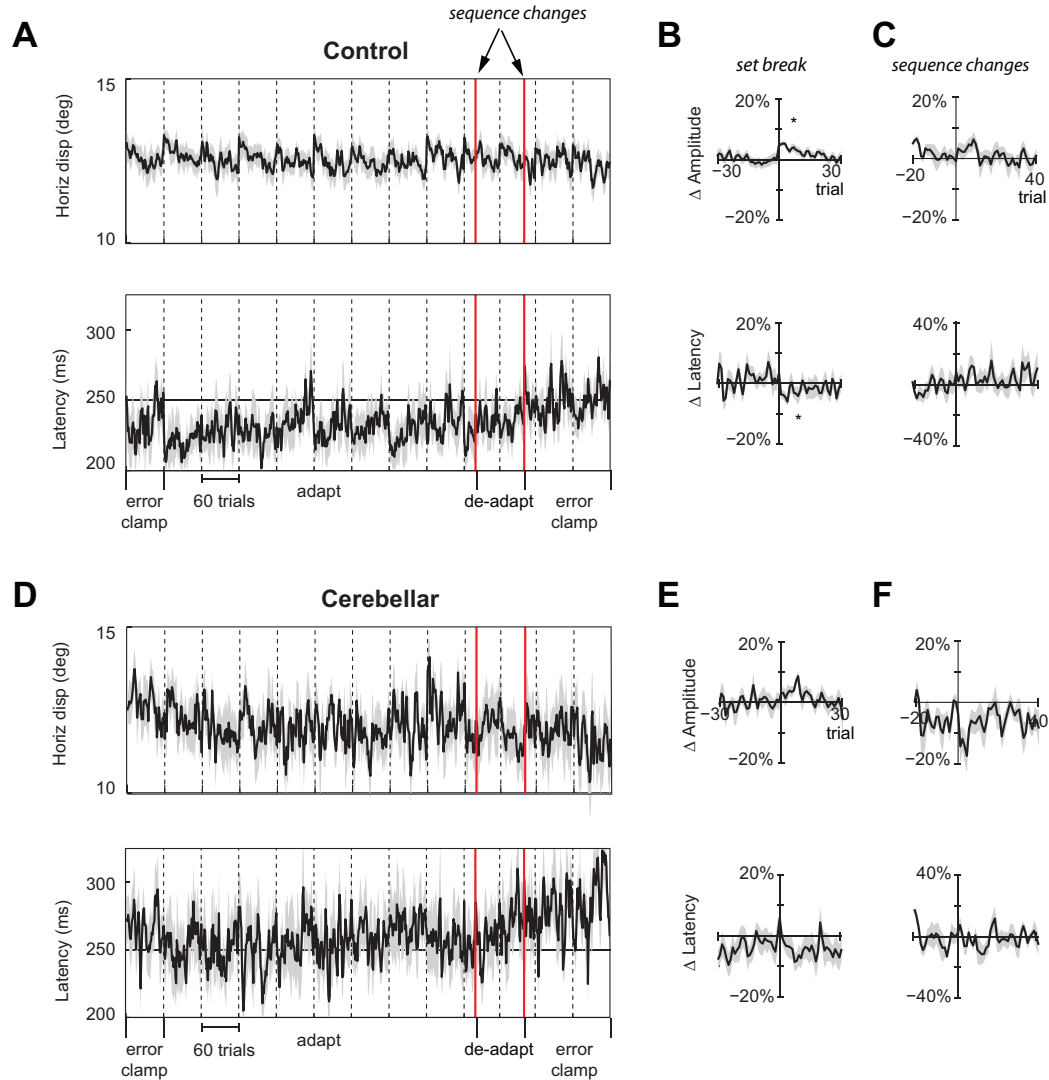 sequence changes
A
Control
15
Horiz disp (deg)
10
300
Latency (ms)
250
200
error
clamp
60 trials
adapt
de-adapt
error
clamp
B
set break
20%
Δ Amplitude
−30
30
trial
−20%
20%
Δ Latency
*
−20%
*
C
sequence changes
20%
−20
40
trial
−20%
40%
−40%
D
Cerebellar
15
Horiz disp (deg)
10
300
Latency (ms)
250
200
error
clamp
60 trials
adapt
de-adapt
error
clamp
E
20%
Δ Amplitude
−30
30
trial
−20%
20%
Δ Latency
−20%
F
20%
−20%
40%
−40%